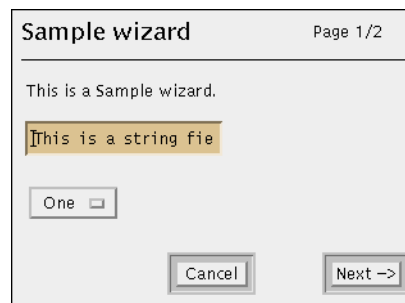 Sample wizard Page 1/2
This is a Sample wizard.
This is a string fie
One
Cancel Next ->